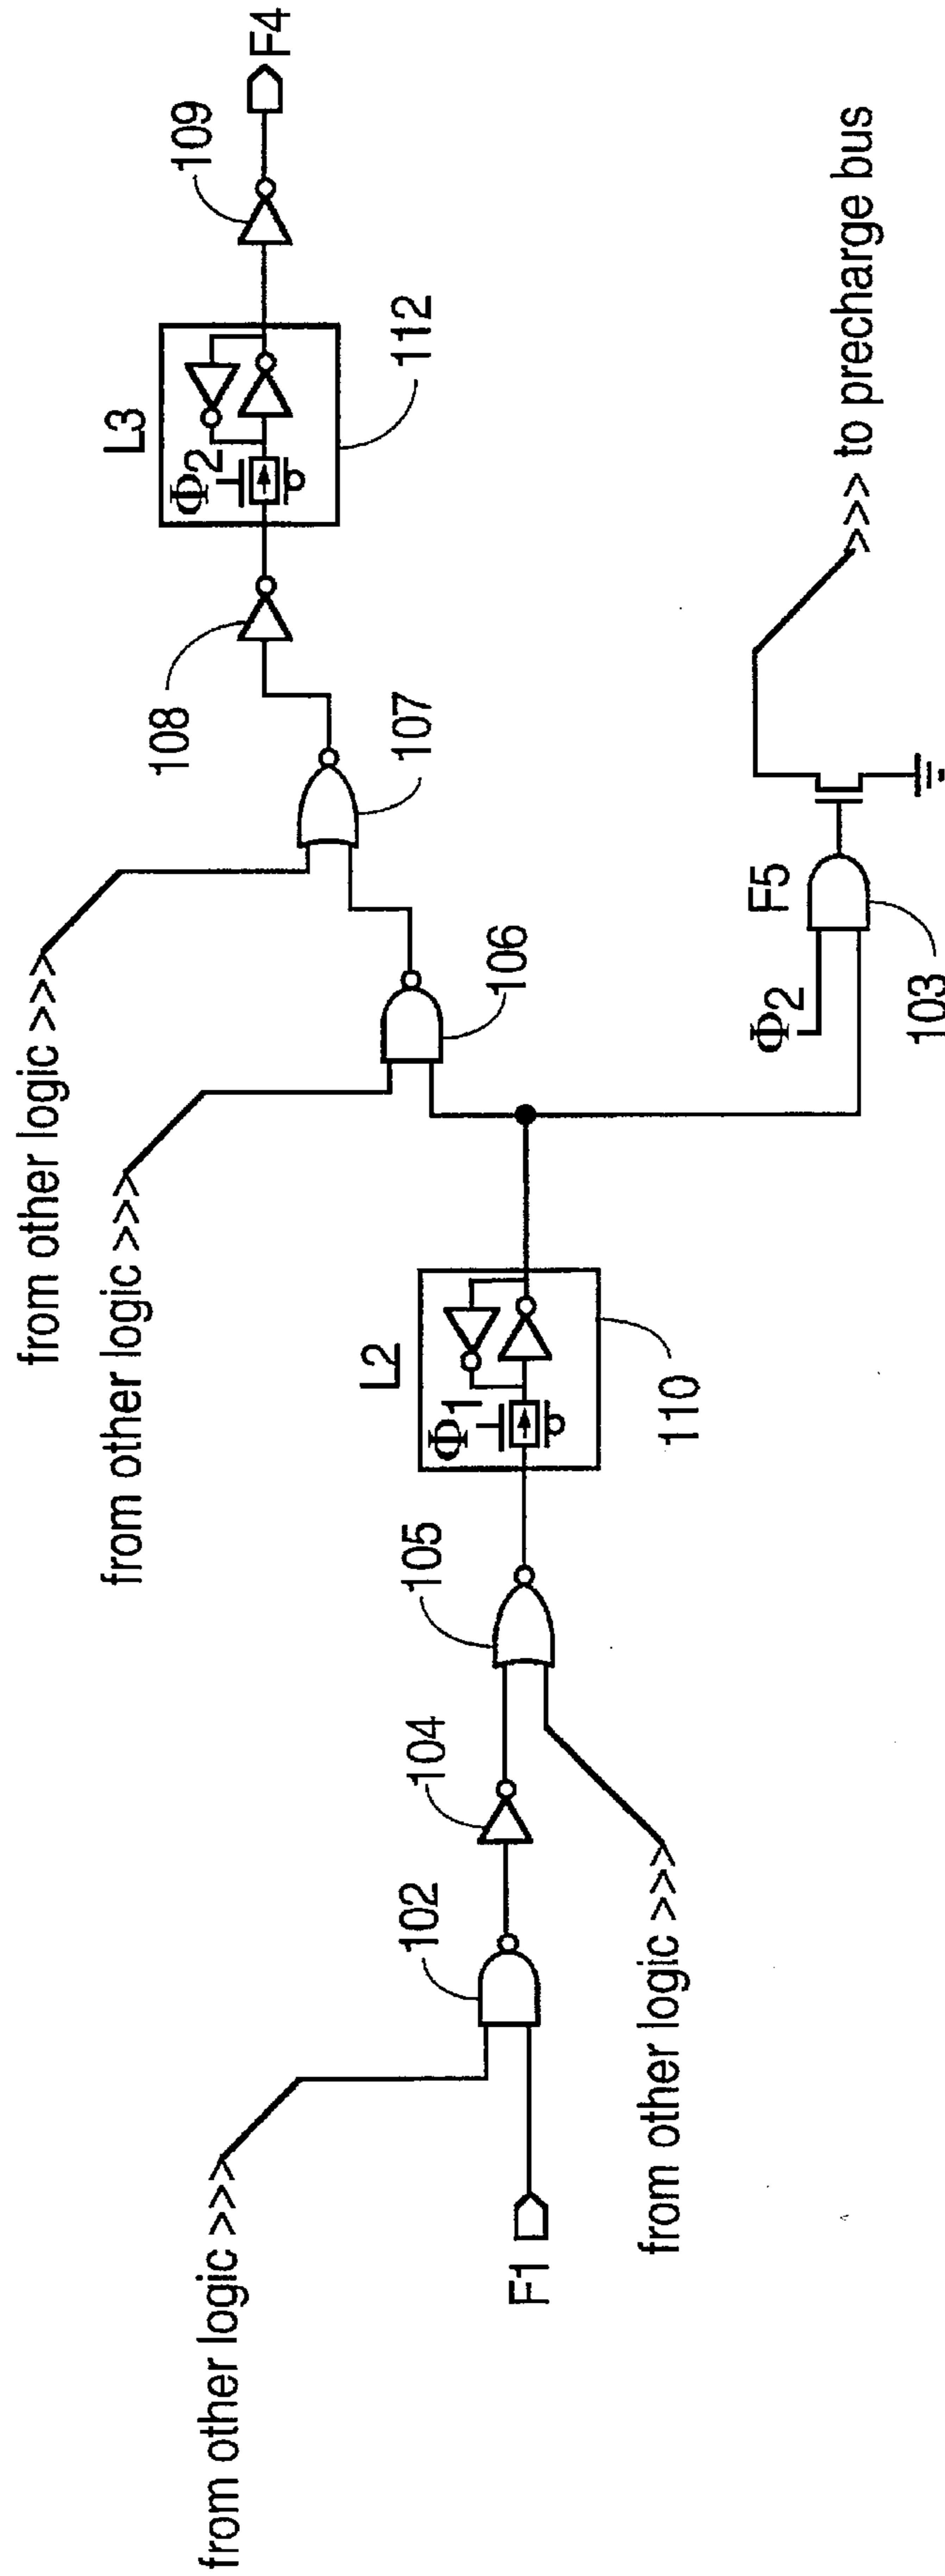 from other logic >>>
F1
102
104
from other logic >>>
105
L2
Φ1
110
from other logic >>>
from other logic >>>
106
107
108
L3
Φ2
112
109
F4
Φ2
F5
103
>>> to precharge bus